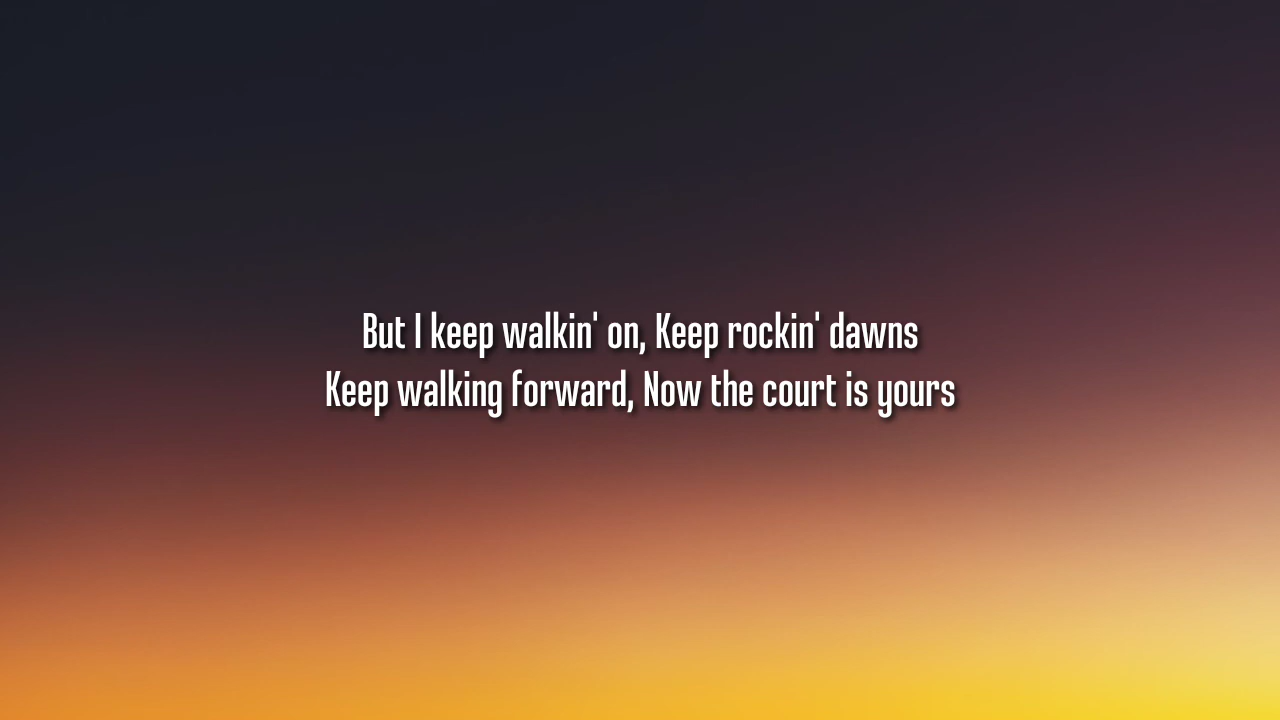 But I keep walkin' on, Keep rockin' dawns
Keep walking forward, Now the court is yours